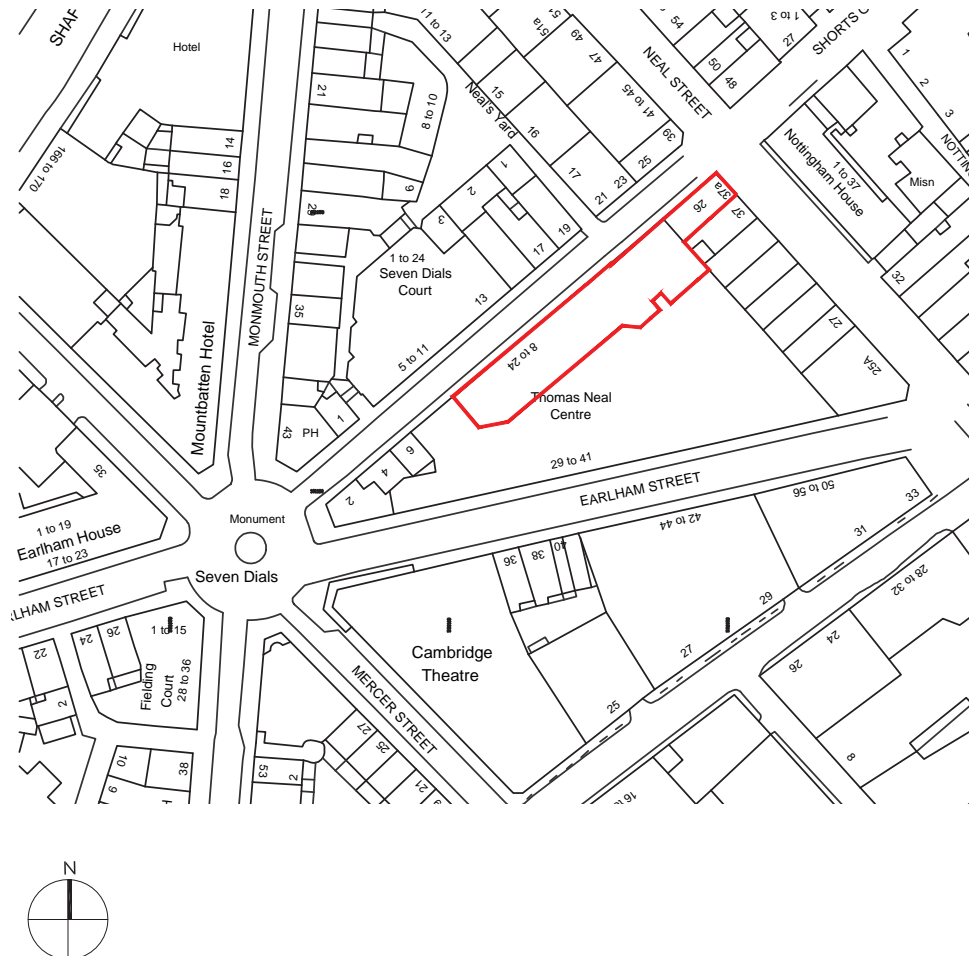 SHAF
Hotel
11 to 13
51
51a
49
47
54
50
48
1 to 3
27
SHORTS G
1
2
3
NEAL STREET
21
8 to 10
15
Neal's Yard
16
41 to 45
39
25
23
21
17
Nottingham House
1 to 37
NOTTIN
Misn
166 to 170
14
16
18
9
1
2
3
17
19
37a
26
37
MONMOUTH STREET
1 to 24
Seven Dials
Court
13
32
35
27
25A
Mountbatten Hotel
5 to 11
8 to 24
Thomas Neal
Centre
43
PH
1
6
4
2
29 to 41
EARLHAM STREET
50 to 56
33
35
1 to 19
Earlham House
17 to 23
Monument
42 to 44
31
Seven Dials
36
38
40
RLHAM STREET
29
28 to 32
22
24
26
1 to 15
Fielding
Court
28 to 36
Cambridge
Theatre
27
24
26
2
MERCER STREET
25
10
9
38
53
2
27
25
21
8
16 to
N